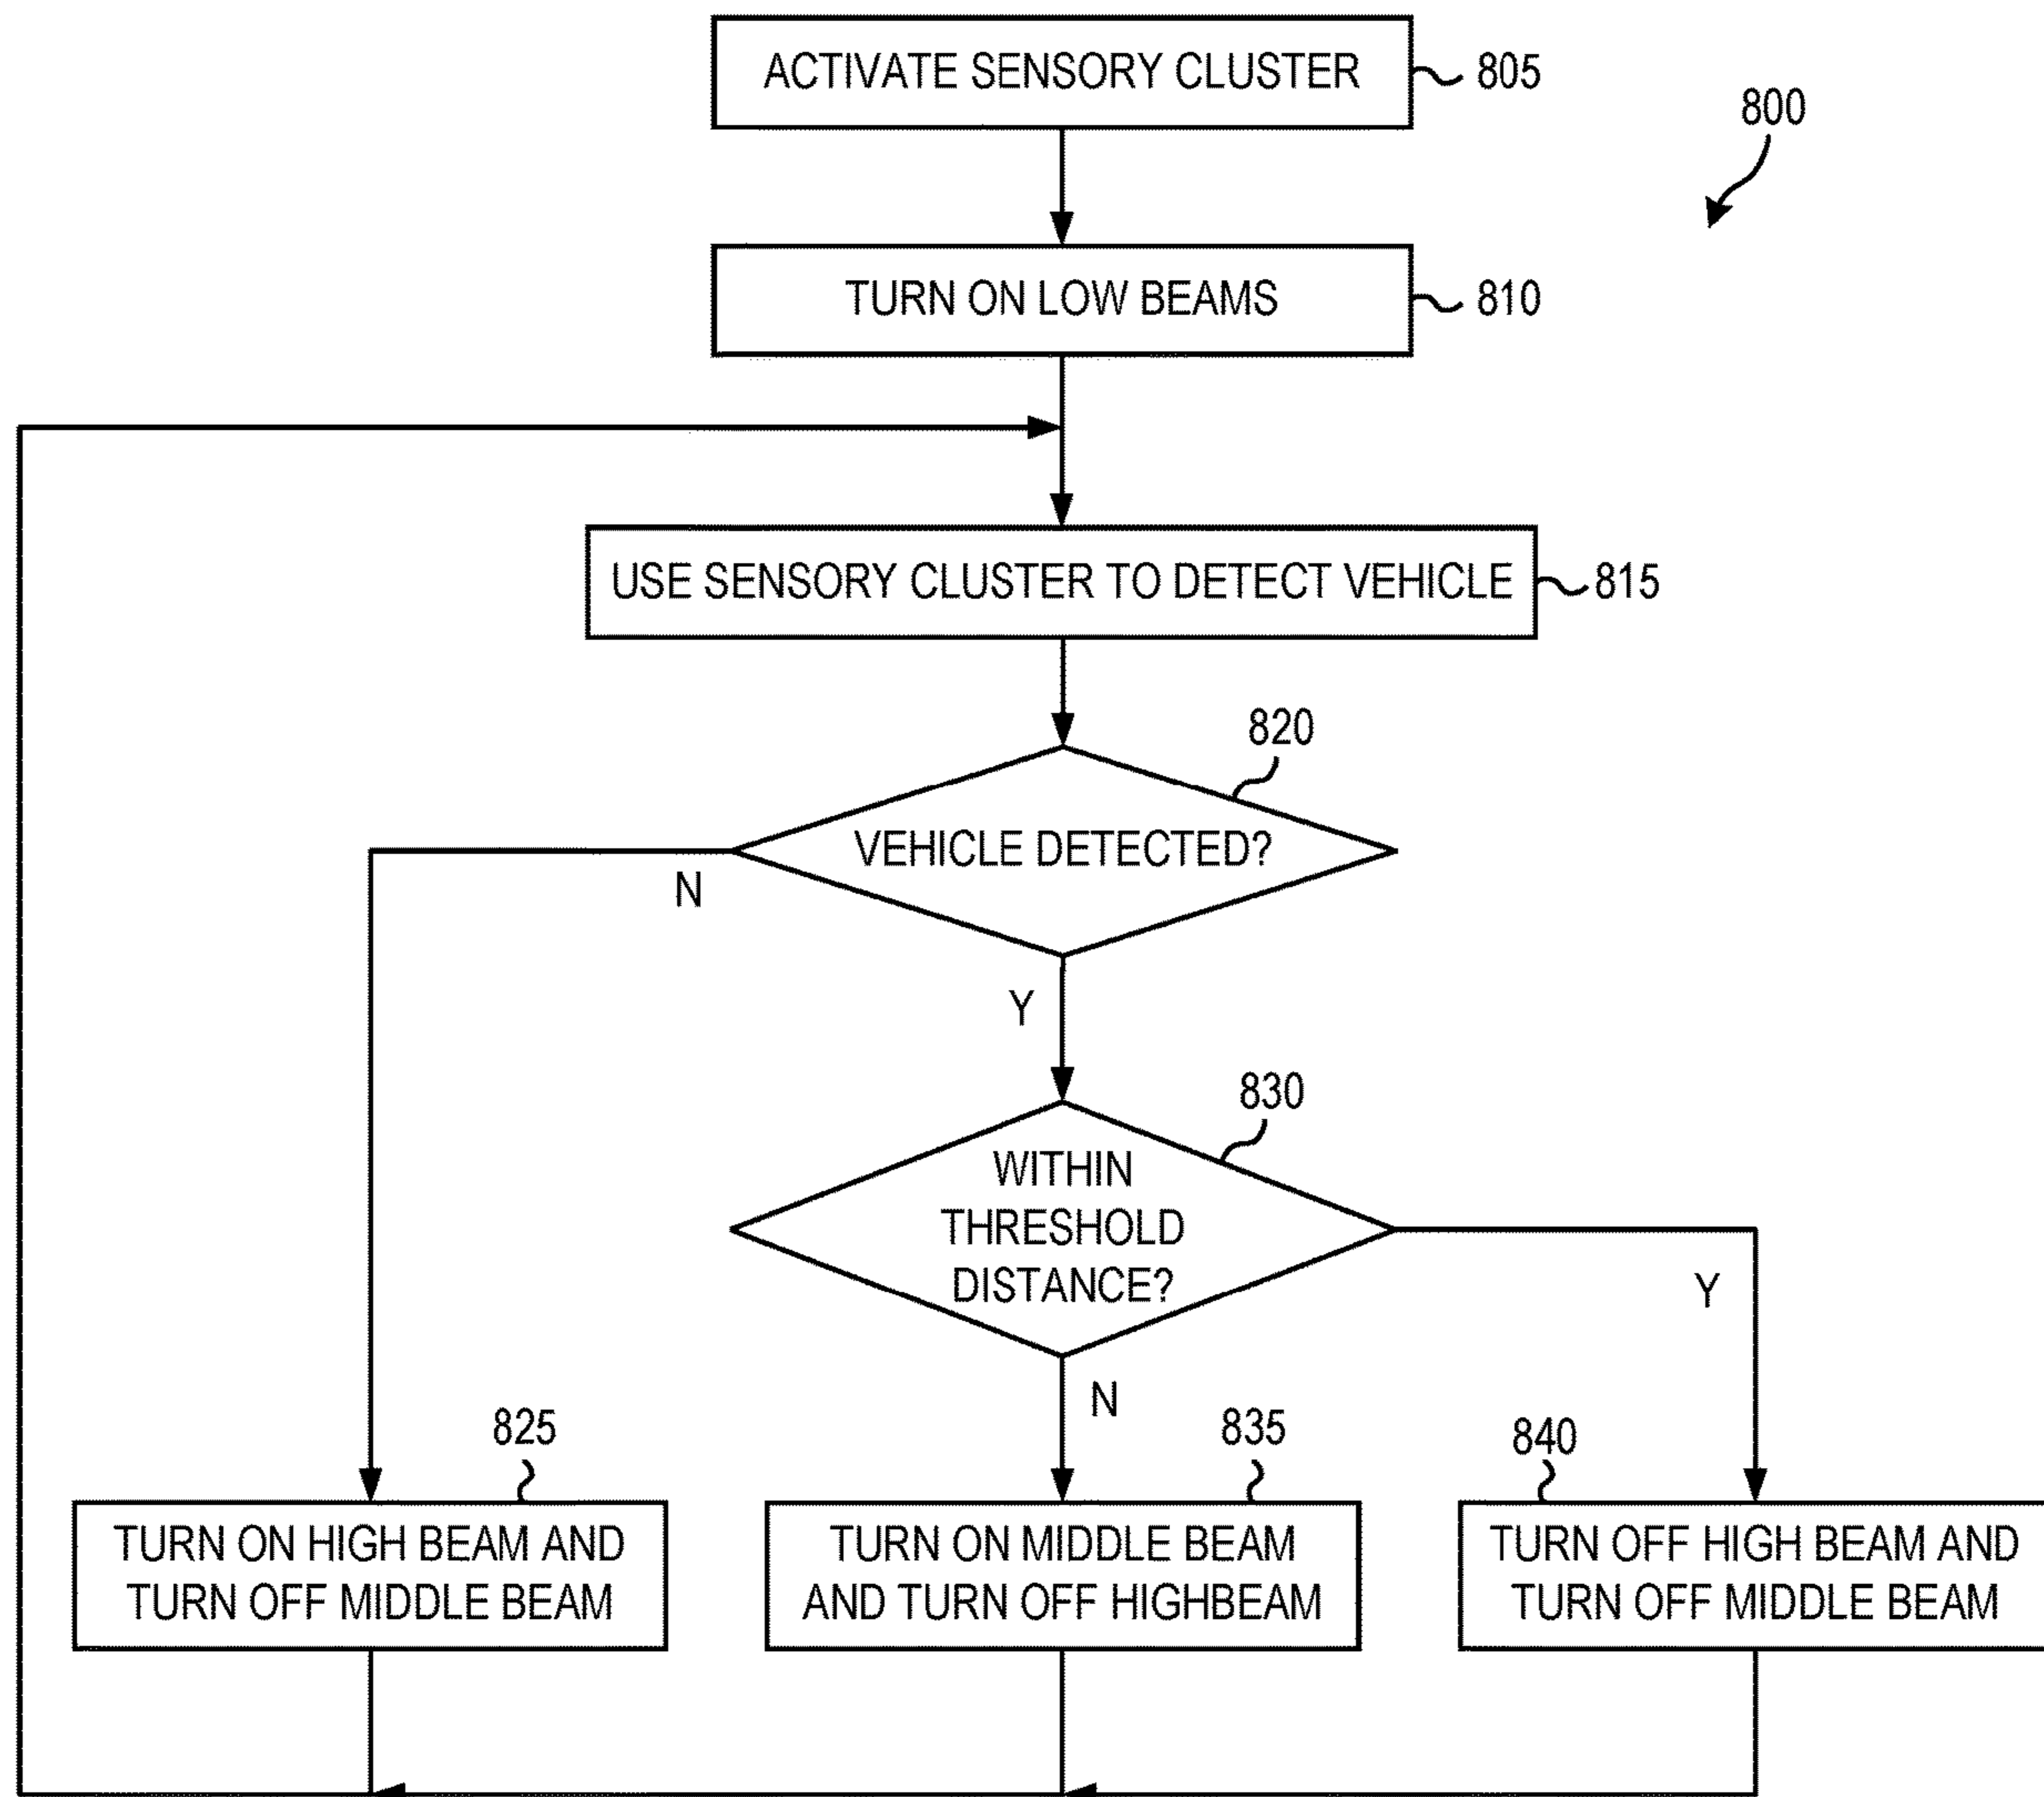 ACTIVATE SENSORY CLUSTER
805
800
TURN ON LOW BEAMS
810
USE SENSORY CLUSTER TO DETECT VEHICLE
815
820
VEHICLE DETECTED?
N
Y
830
WITHIN
THRESHOLD
DISTANCE?
Y
N
825
835
840
TURN ON HIGH BEAM AND
TURN OFF MIDDLE BEAM
TURN ON MIDDLE BEAM
AND TURN OFF HIGHBEAM
TURN OFF HIGH BEAM AND
TURN OFF MIDDLE BEAM